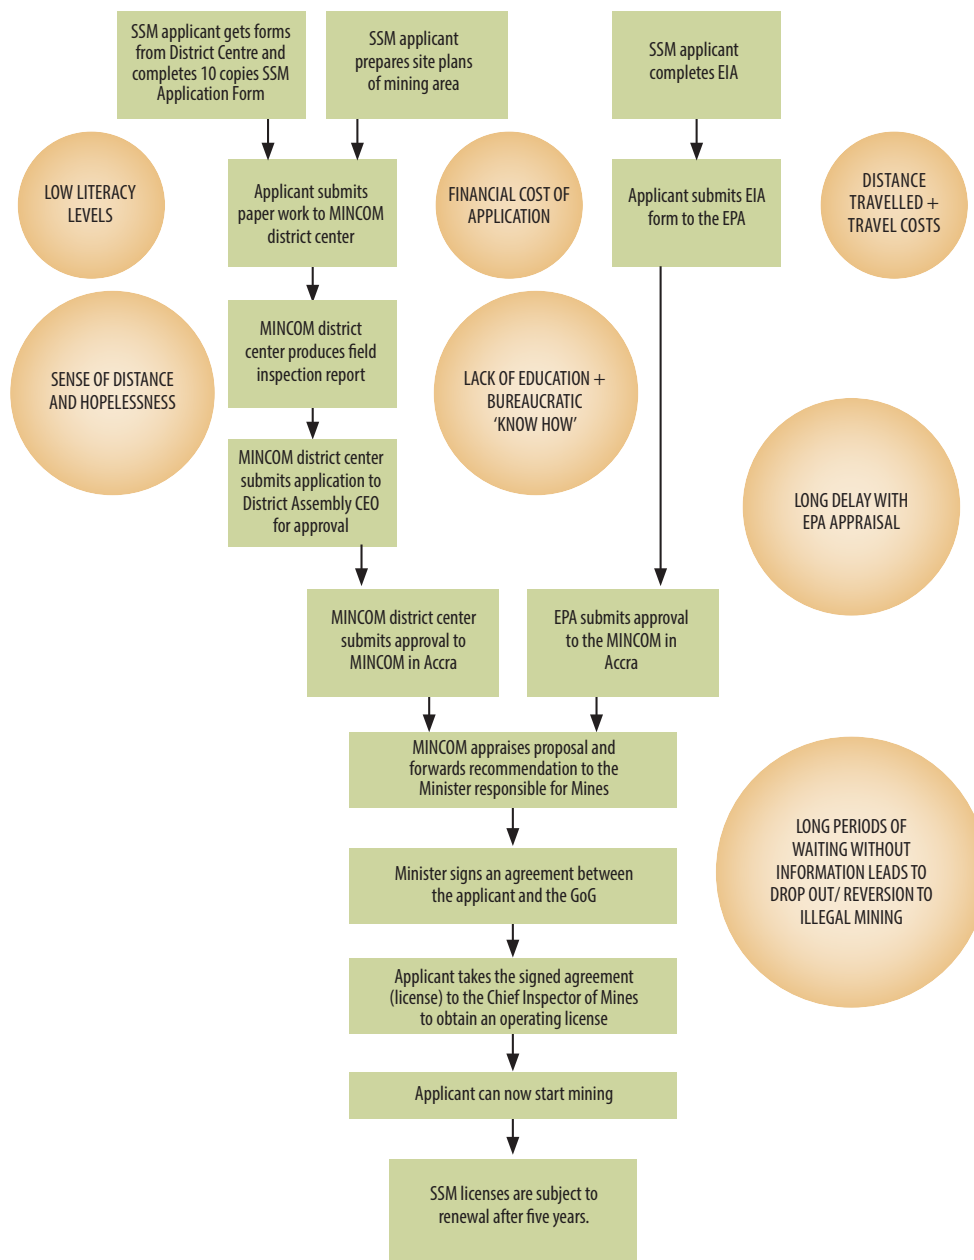 SSM applicant gets forms
from District Centre and
completes 10 copies SSM
Application Form
SSM applicant
prepares site plans
of mining area
SSM applicant
completes EIA
LOW LITERACY
LEVELS
Applicant submits
paper work to MINCOM
district center
FINANCIAL COST OF
APPLICATION
Applicant submits EIA
form to the EPA
DISTANCE
TRAVELLED +
TRAVEL COSTS
SENSE OF DISTANCE
AND HOPELESSNESS
MINCOM district
center produces field
inspection report
LACK OF EDUCATION +
BUREAUCRATIC
‘KNOW HOW’
MINCOM district center
submits application to
District Assembly CEO
for approval
LONG DELAY WITH
EPA APPRAISAL
MINCOM district center
submits approval to
MINCOM in Accra
EPA submits approval
to the MINCOM in
Accra
MINCOM appraises proposal and
forwards recommendation to the
Minister responsible for Mines
LONG PERIODS OF
WAITING WITHOUT
INFORMATION LEADS TO
DROP OUT/ REVERSION TO
ILLEGAL MINING
Minister signs an agreement between
the applicant and the GoG
Applicant takes the signed agreement
(license) to the Chief Inspector of Mines
to obtain an operating license
Applicant can now start mining
SSM licenses are subject to
renewal after five years.